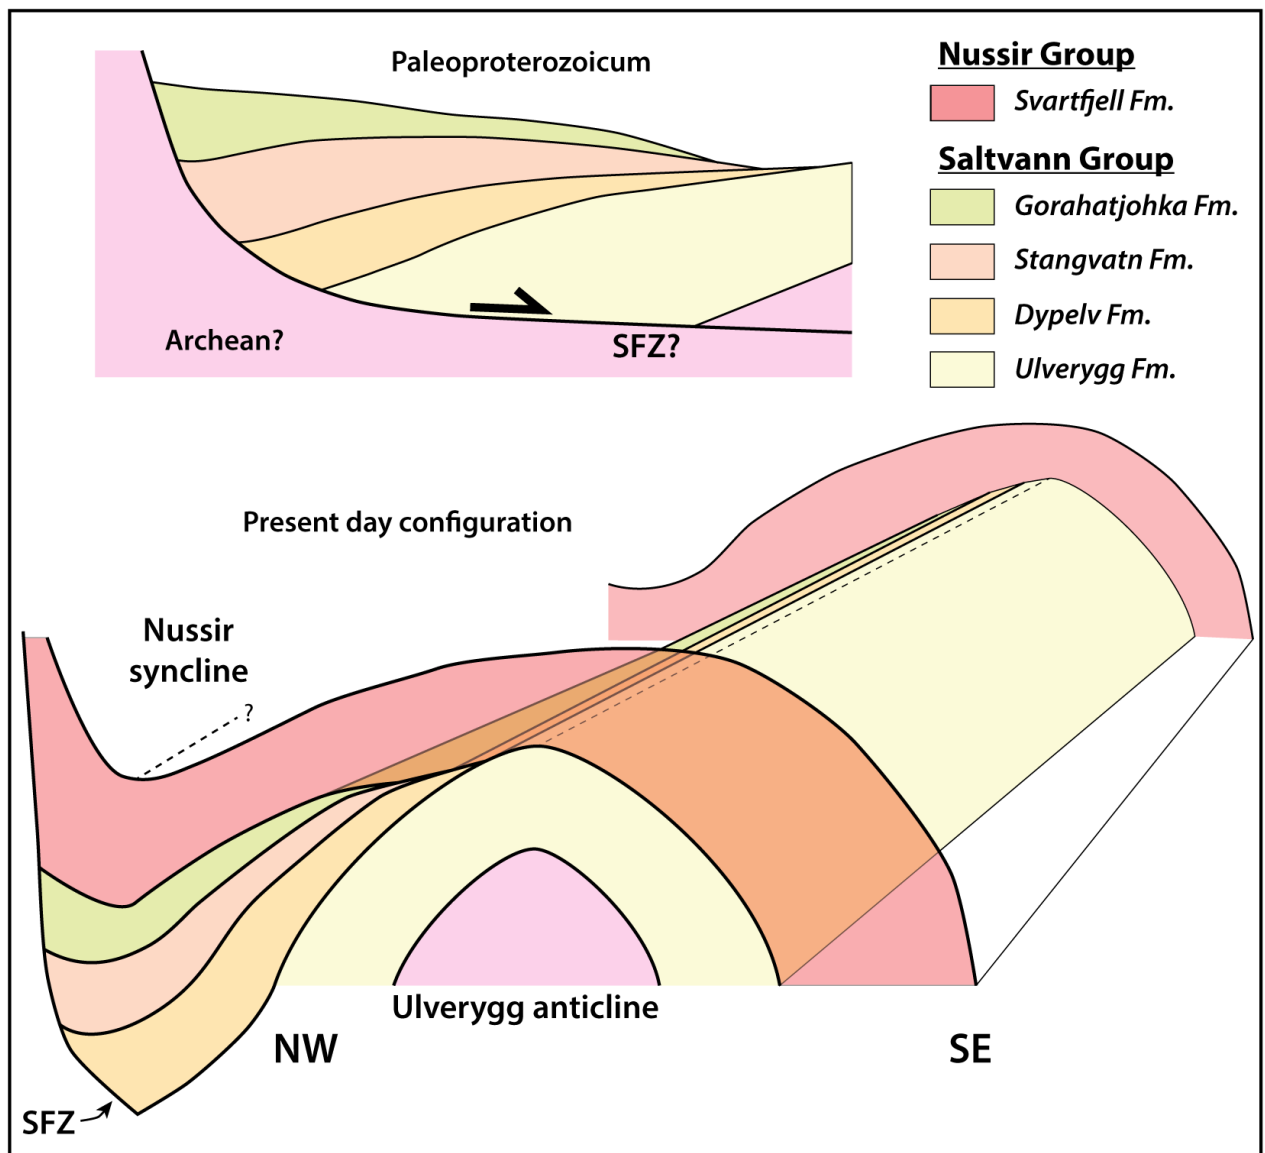 Paleoproterozoicum
Archean?
SFZ?
Nussir Group
Svartfjell Fm.
Saltvann Group
Gorahatjohka Fm.
Stangvatn Fm.
Dypelv Fm.
Ulverygg Fm.
Present day configuration
Nussir
syncline
?
Ulverygg anticline
NW
SE
SFZ